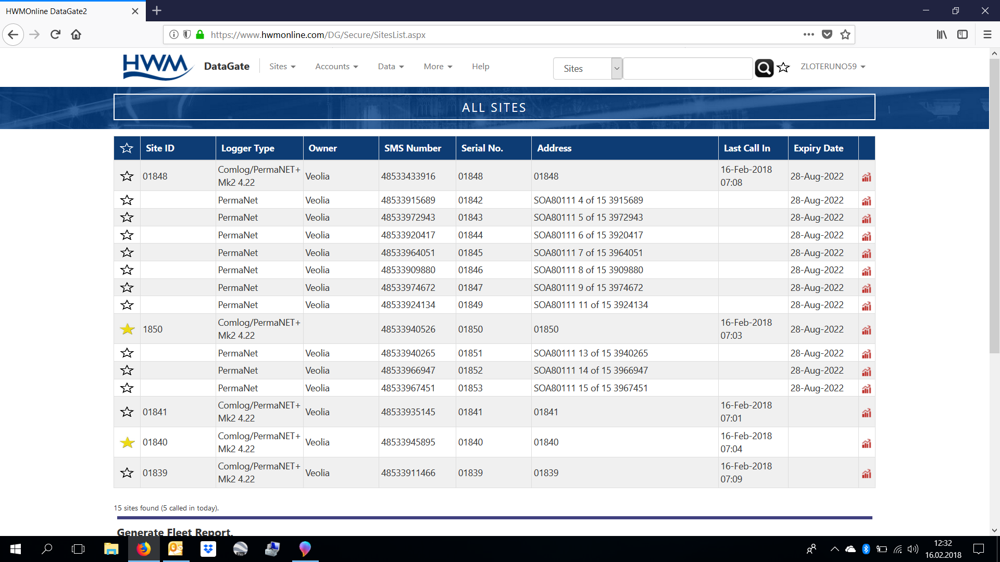 HWMOnline DataGate2
https://www.hwmonline.com/DG/Secure/SitesList.aspx
HWM DataGate Sites Accounts Data More Help Sites ZLOTERUNO59
ALL SITES
Site ID Logger Type Owner SMS Number Serial No. Address Last Call In Expiry Date
01848 Comlog/PermaNET+ Mk2 4.22 Veolia 48533433916 01848 01848 16-Feb-2018 07:08 28-Aug-2022
PermaNet Veolia 48533915689 01842 SOA80111 4 of 15 3915689 28-Aug-2022
PermaNet Veolia 48533972943 01843 SOA80111 5 of 15 3972943 28-Aug-2022
PermaNet Veolia 48533920417 01844 SOA80111 6 of 15 3920417 28-Aug-2022
PermaNet Veolia 48533964051 01845 SOA80111 7 of 15 3964051 28-Aug-2022
PermaNet Veolia 48533909880 01846 SOA80111 8 of 15 3909880 28-Aug-2022
PermaNet Veolia 48533974672 01847 SOA80111 9 of 15 3974672 28-Aug-2022
PermaNet Veolia 48533924134 01849 SOA80111 11 of 15 3924134 28-Aug-2022
1850 Comlog/PermaNET+ Mk2 4.22 48533940526 01850 01850 16-Feb-2018 07:03 28-Aug-2022
PermaNet Veolia 48533940265 01851 SOA80111 13 of 15 3940265 28-Aug-2022
PermaNet Veolia 48533966947 01852 SOA80111 14 of 15 3966947 28-Aug-2022
PermaNet Veolia 48533967451 01853 SOA80111 15 of 15 3967451 28-Aug-2022
01841 Comlog/PermaNET+ Mk2 4.22 Veolia 48533935145 01841 01841 16-Feb-2018 07:01
01840 Comlog/PermaNET+ Mk2 4.22 Veolia 48533945895 01840 01840 16-Feb-2018 07:04
01839 Comlog/PermaNET+ Mk2 4.22 Veolia 48533911466 01839 01839 16-Feb-2018 07:09
15 sites found (5 called in today).
Generate Fleet Report.
12:32
16.02.2018